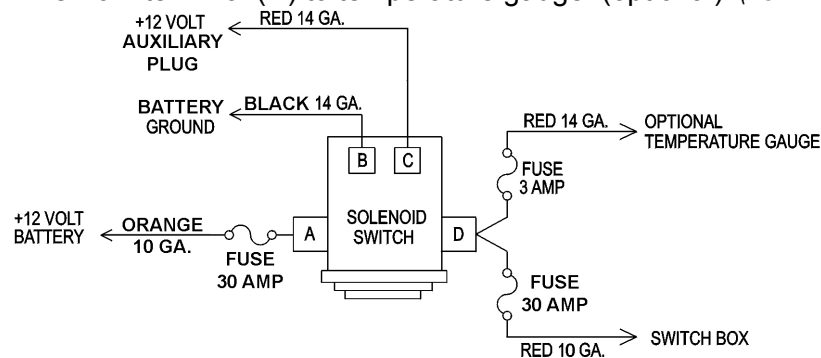 +12 VOLT
AUXILIARY
PLUG
RED 14 GA.
BATTERY
GROUND
BLACK 14 GA.
B
C
RED 14 GA.
OPTIONAL
TEMPERATURE GAUGE
FUSE
3 AMP
+12 VOLT
BATTERY
ORANGE
10 GA.
FUSE
30 AMP
A
SOLENOID
SWITCH
D
FUSE
30 AMP
RED 10 GA.
SWITCH BOX